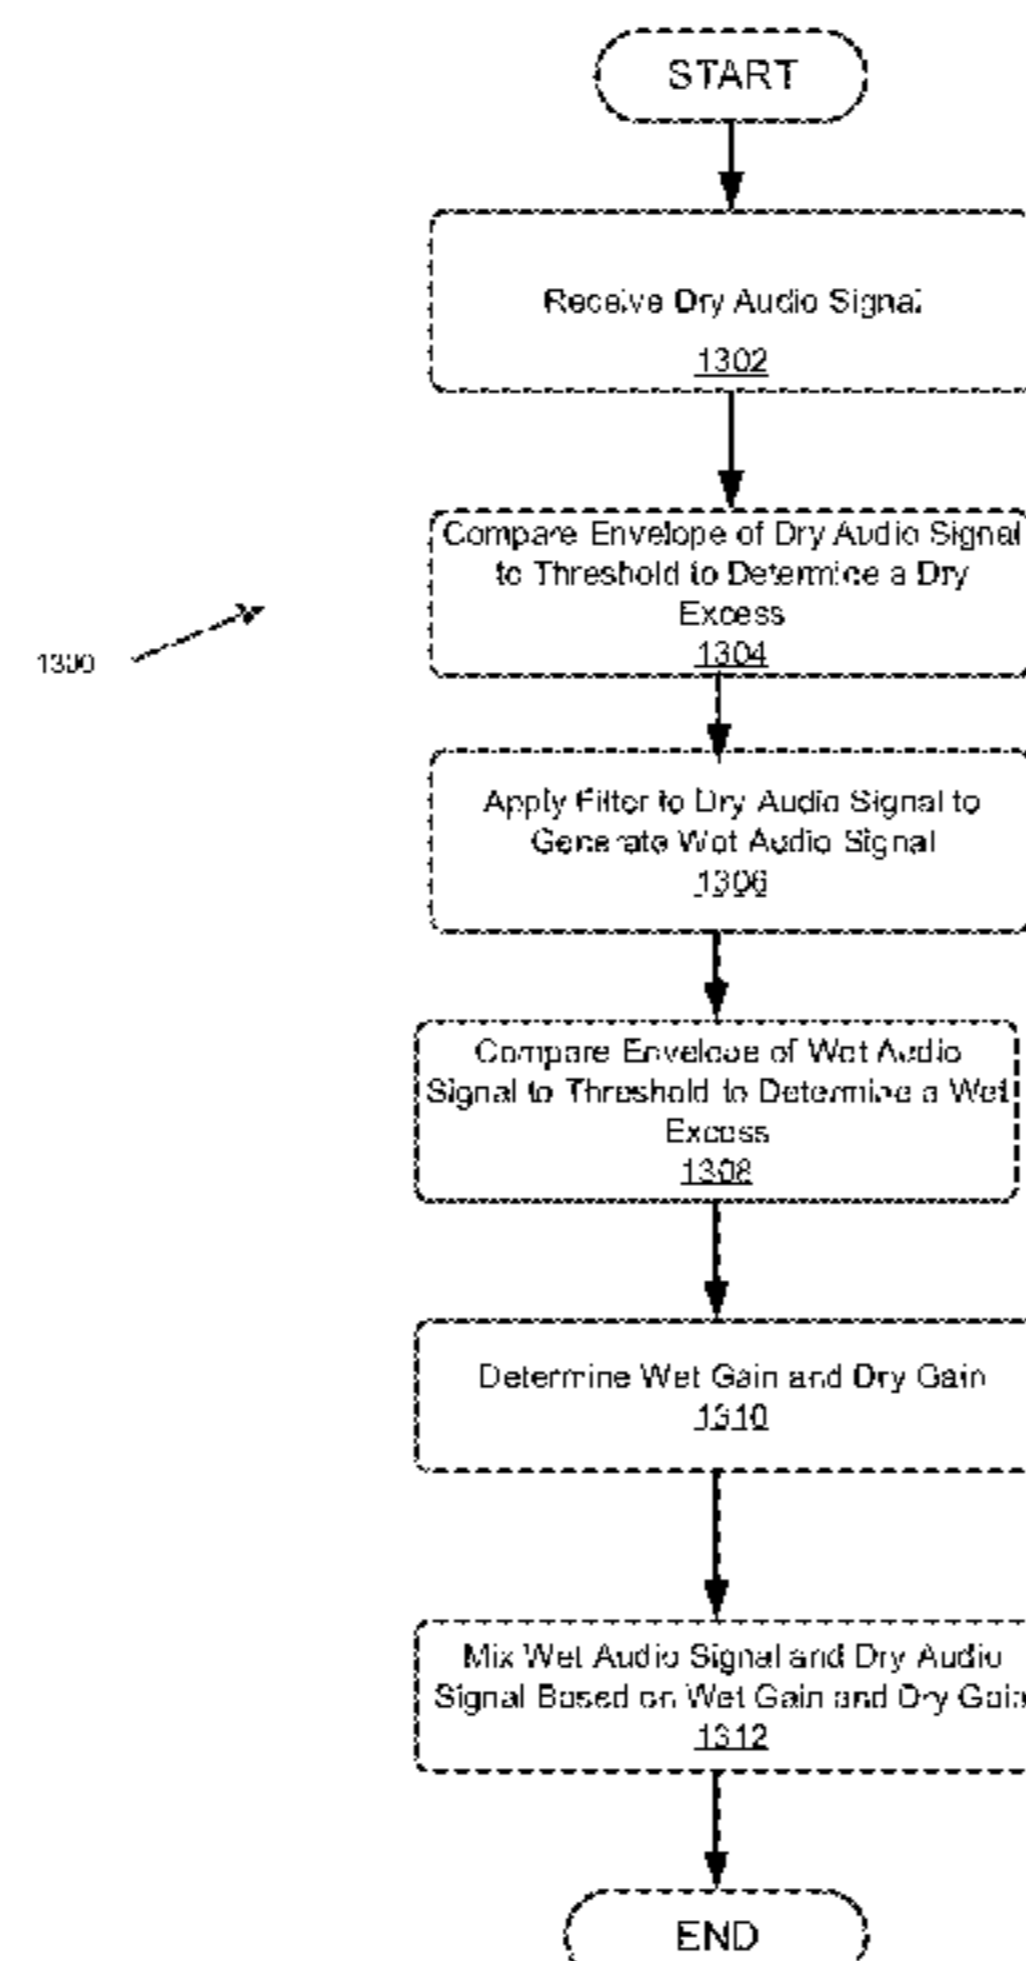 START
Receive Dry Audio Signal
1302
Compare Envelope of Dry Audio Signal
to Threshold to Determine a Dry
Excess
1304
1300
Apply Filter to Dry Audio Signal to
Generate Wet Audio Signal
1306
Compare Envelope of Wet Audio
Signal to Threshold to Determine a Wet
Excess
1308
Determine Wet Gain and Dry Gain
1310
Mix Wet Audio Signal and Dry Audio
Signal Based on Wet Gain and Dry Gain
1312
END